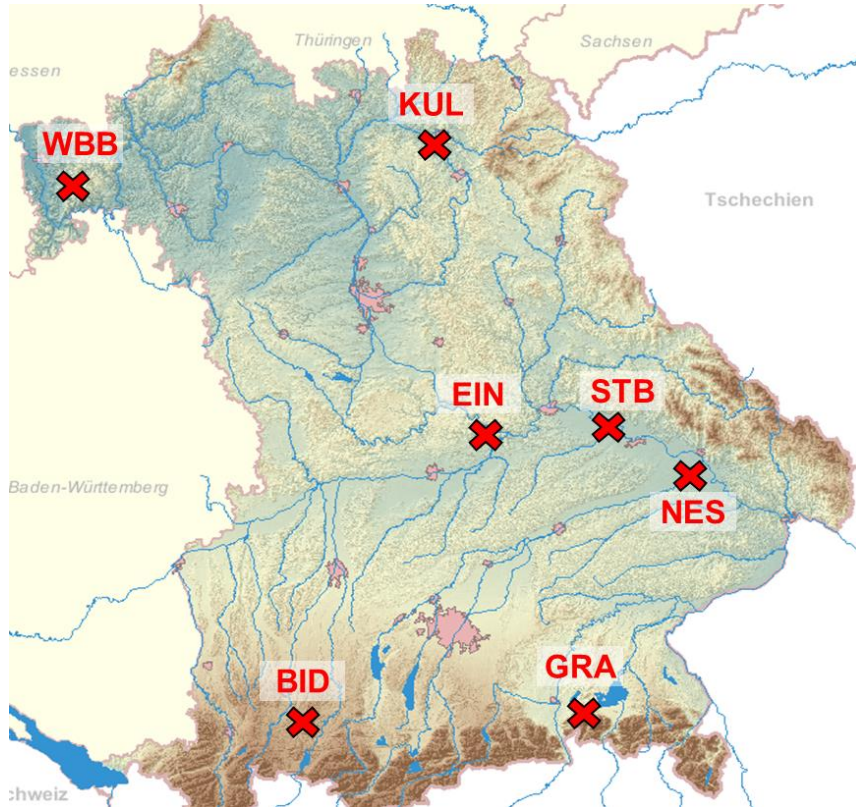 Thüringen
Sachsen
essen
KUL
WBB
Tschechien
EIN
STB
Baden-Württemberg
NES
GRA
BID
chweiz